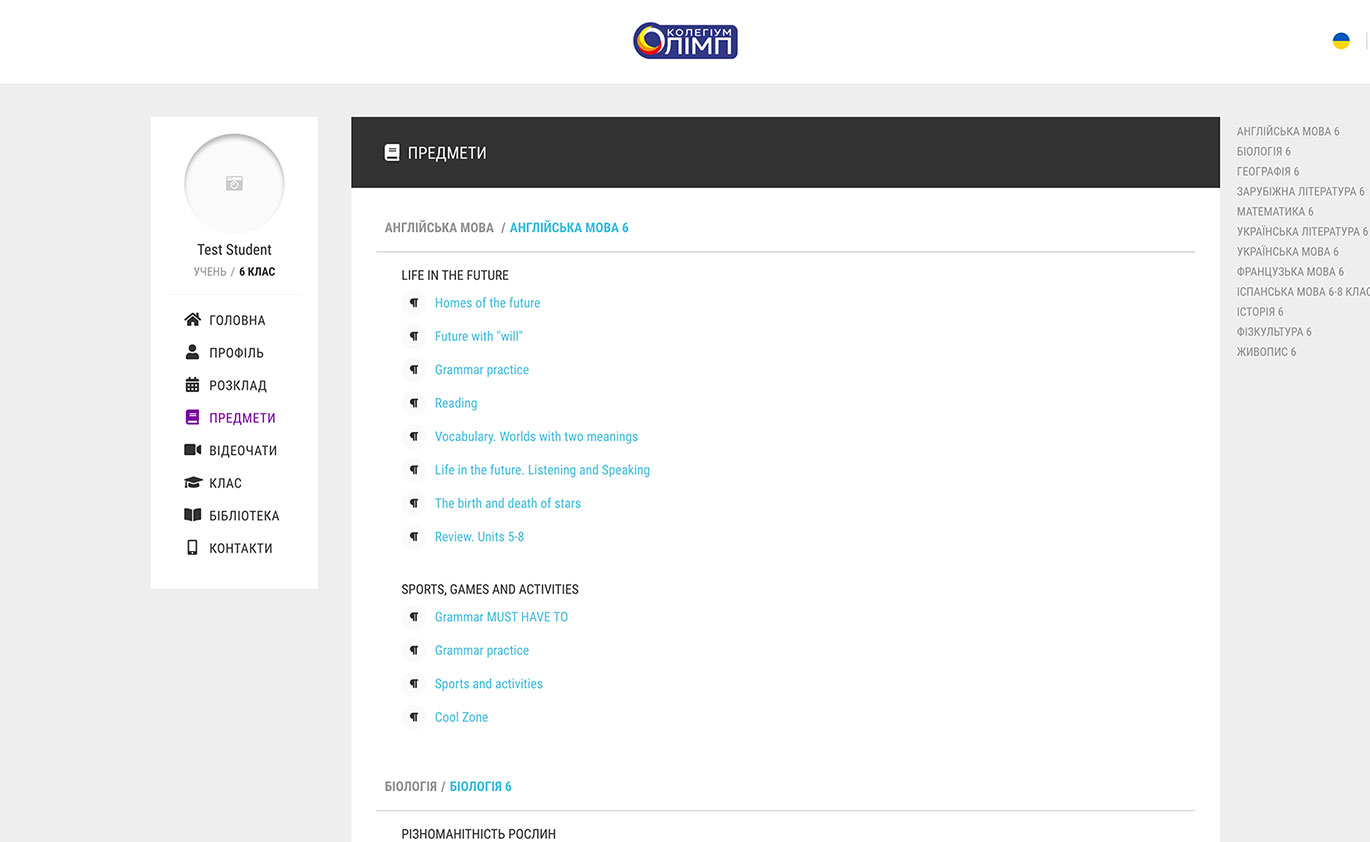 КОЛЕГІУМ
ОЛІМП
Test Student
УЧЕНЬ / 6 КЛАС
ГОЛОВНА
ПРОФІЛЬ
РОЗКЛАД
ПРЕДМЕТИ
ВІДЕОЧАТИ
КЛАС
БІБЛІОТЕКА
КОНТАКТИ
ПРЕДМЕТИ
АНГЛІЙСЬКА МОВА / АНГЛІЙСЬКА МОВА 6
LIFE IN THE FUTURE
¶ Homes of the future
¶ Future with "will"
¶ Grammar practice
¶ Reading
¶ Vocabulary. Worlds with two meanings
¶ Life in the future. Listening and Speaking
¶ The birth and death of stars
¶ Review. Units 5-8
SPORTS, GAMES AND ACTIVITIES
¶ Grammar MUST HAVE TO
¶ Grammar practice
¶ Sports and activities
¶ Cool Zone
БІОЛОГІЯ / БІОЛОГІЯ 6
РІЗНОМАНІТНІСТЬ РОСЛИН
АНГЛІЙСЬКА МОВА 6
БІОЛОГІЯ 6
ГЕОГРАФІЯ 6
ЗАРУБІЖНА ЛІТЕРАТУРА 6
МАТЕМАТИКА 6
УКРАЇНСЬКА ЛІТЕРАТУРА 6
УКРАЇНСЬКА МОВА 6
ФРАНЦУЗЬКА МОВА 6
ІСПАНСЬКА МОВА 6-8 КЛАС
ІСТОРІЯ 6
ФІЗКУЛЬТУРА 6
ЖИВОПИС 6